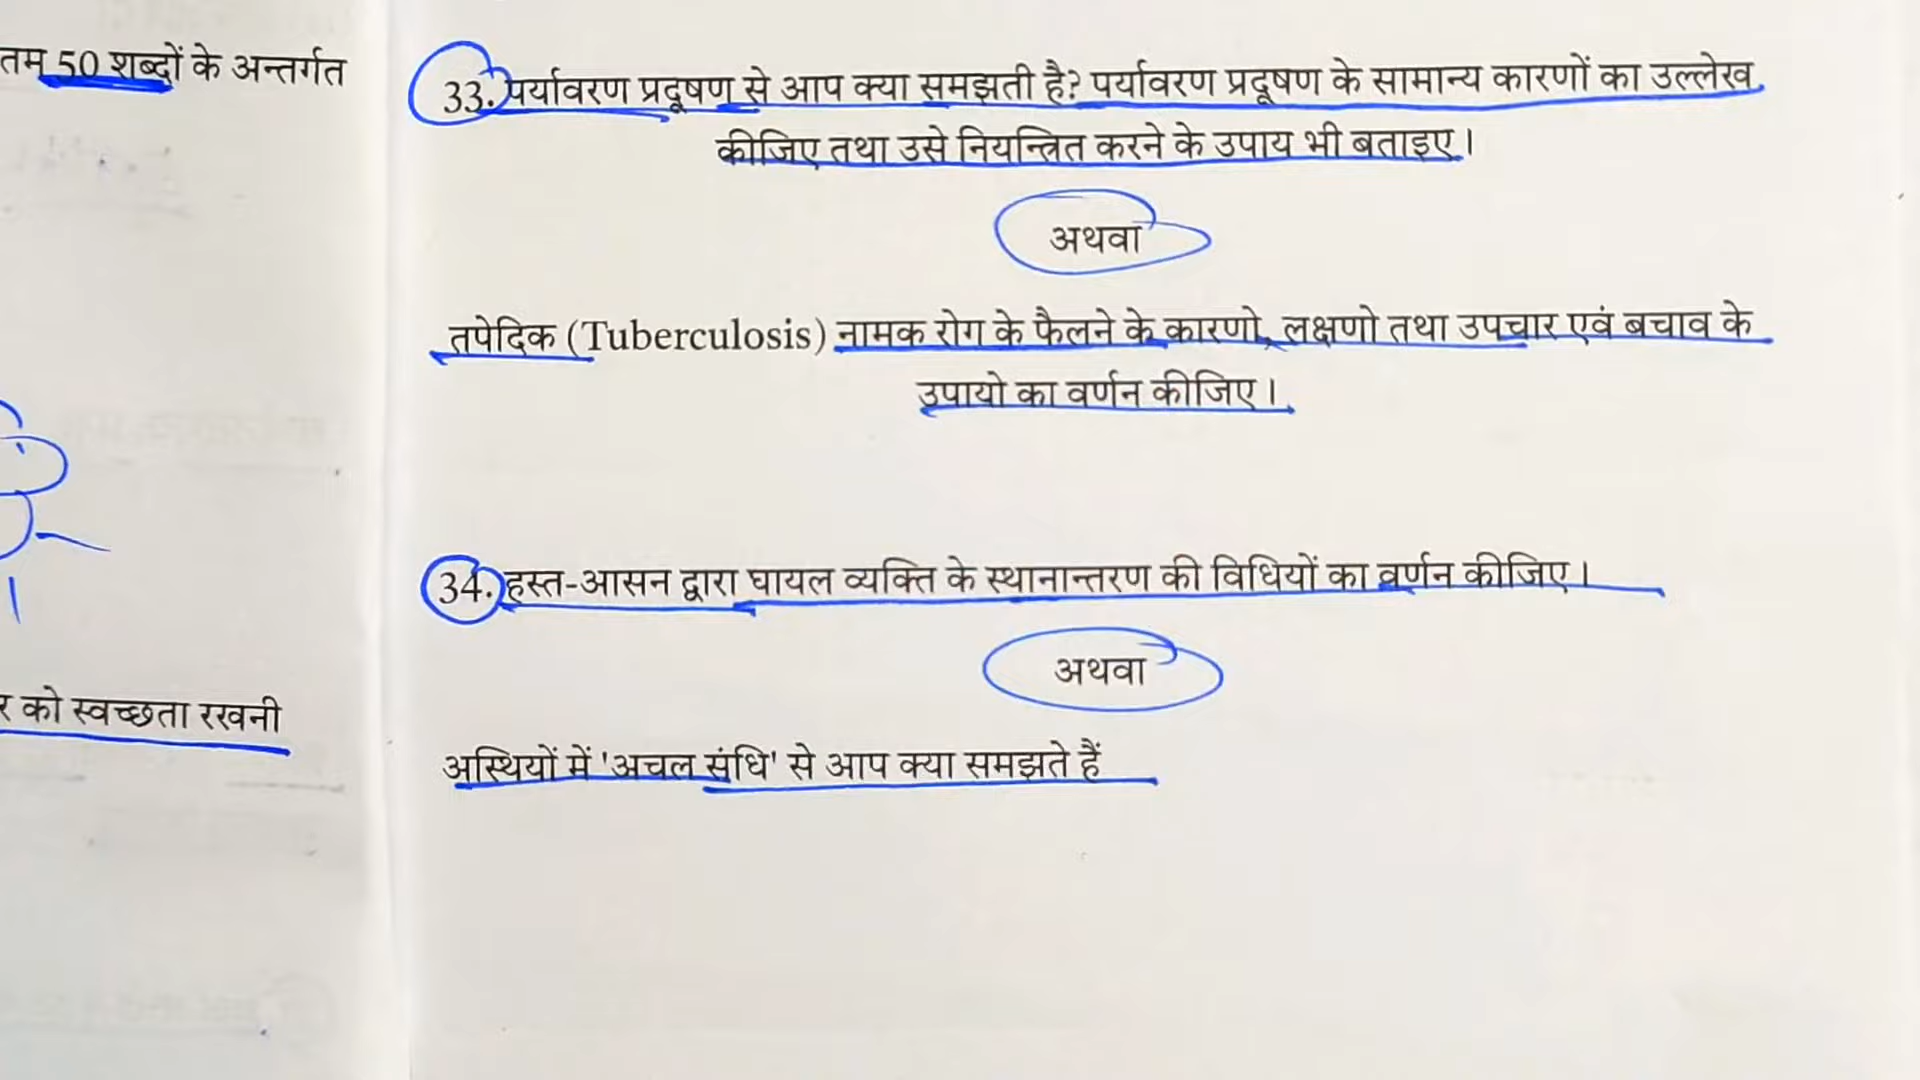 तम 50 शब्दों के अन्तर्गत
को स्वच्छता रखनी
33. पर्यावरण प्रदूषण से आप क्या समझती है? पर्यावरण प्रदूषण के सामान्य कारणों का उल्लेख
कीजिए तथा उसे नियन्त्रित करने के उपाय भी बताइए।
अथवा
तपेदिक (Tuberculosis) नामक रोग के फैलने के कारणो, लक्षणो तथा उपचार एवं बचाव के
उपायो का वर्णन कीजिए।
34. हस्त-आसन द्वारा घायल व्यक्ति के स्थानान्तरण की विधियों का वर्णन कीजिए।
अथवा
अस्थियों में 'अचल संधि' से आप क्या समझते हैं